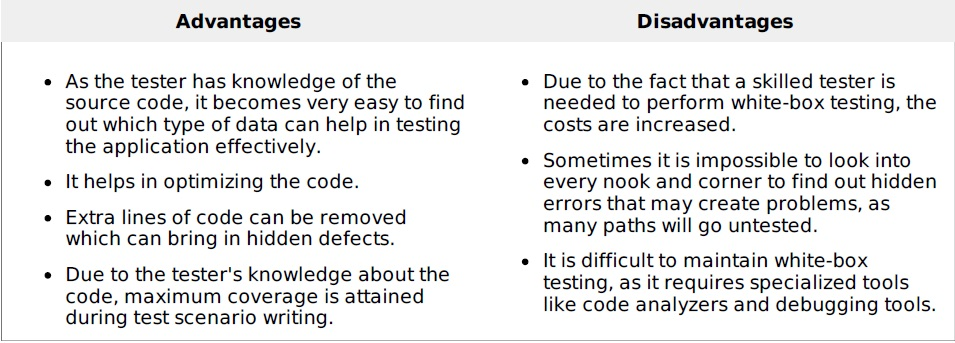 Advantages
Disadvantages
• As the tester has knowledge of the
source code, it becomes very easy to find
out which type of data can help in testing
the application effectively.
• It helps in optimizing the code.
• Extra lines of code can be removed
which can bring in hidden defects.
• Due to the tester's knowledge about the
code, maximum coverage is attained
during test scenario writing.
• Due to the fact that a skilled tester is
needed to perform white-box testing, the
costs are increased.
• Sometimes it is impossible to look into
every nook and corner to find out hidden
errors that may create problems, as
many paths will go untested.
• It is difficult to maintain white-box
testing, as it requires specialized tools
like code analyzers and debugging tools.